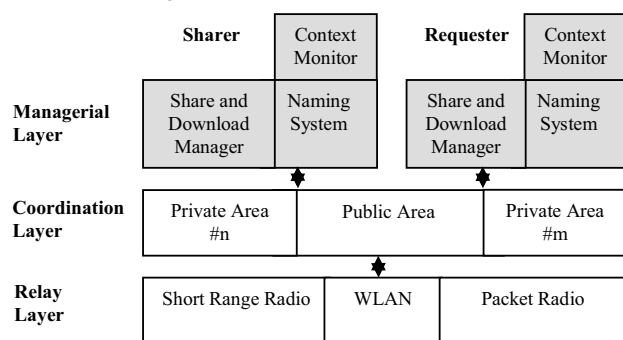 Sharer
Context
Monitor
Requester
Context
Monitor
Managerial
Layer
Share and
Download
Manager
Naming
System
Share and
Download
Manager
Naming
System
Coordination
Layer
Private Area
#n
Public Area
Private Area
#m
Relay
Layer
Short Range Radio
WLAN
Packet Radio